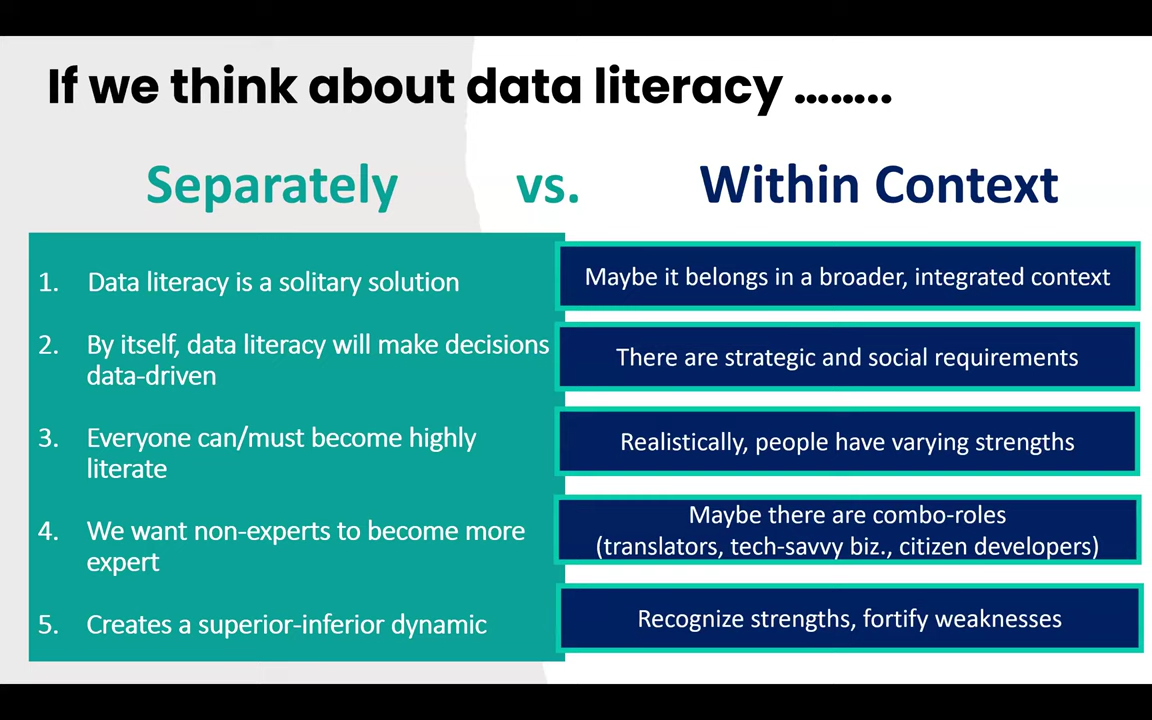 If we think about data literacy ........
Separately vs. Within Context
1. Data literacy is a solitary solution
Maybe it belongs in a broader, integrated context
2. By itself, data literacy will make decisions
data-driven
There are strategic and social requirements
3. Everyone can/must become highly
literate
Realistically, people have varying strengths
4. We want non-experts to become more
expert
Maybe there are combo-roles
(translators, tech-savvy biz., citizen developers)
5. Creates a superior-inferior dynamic
Recognize strengths, fortify weaknesses